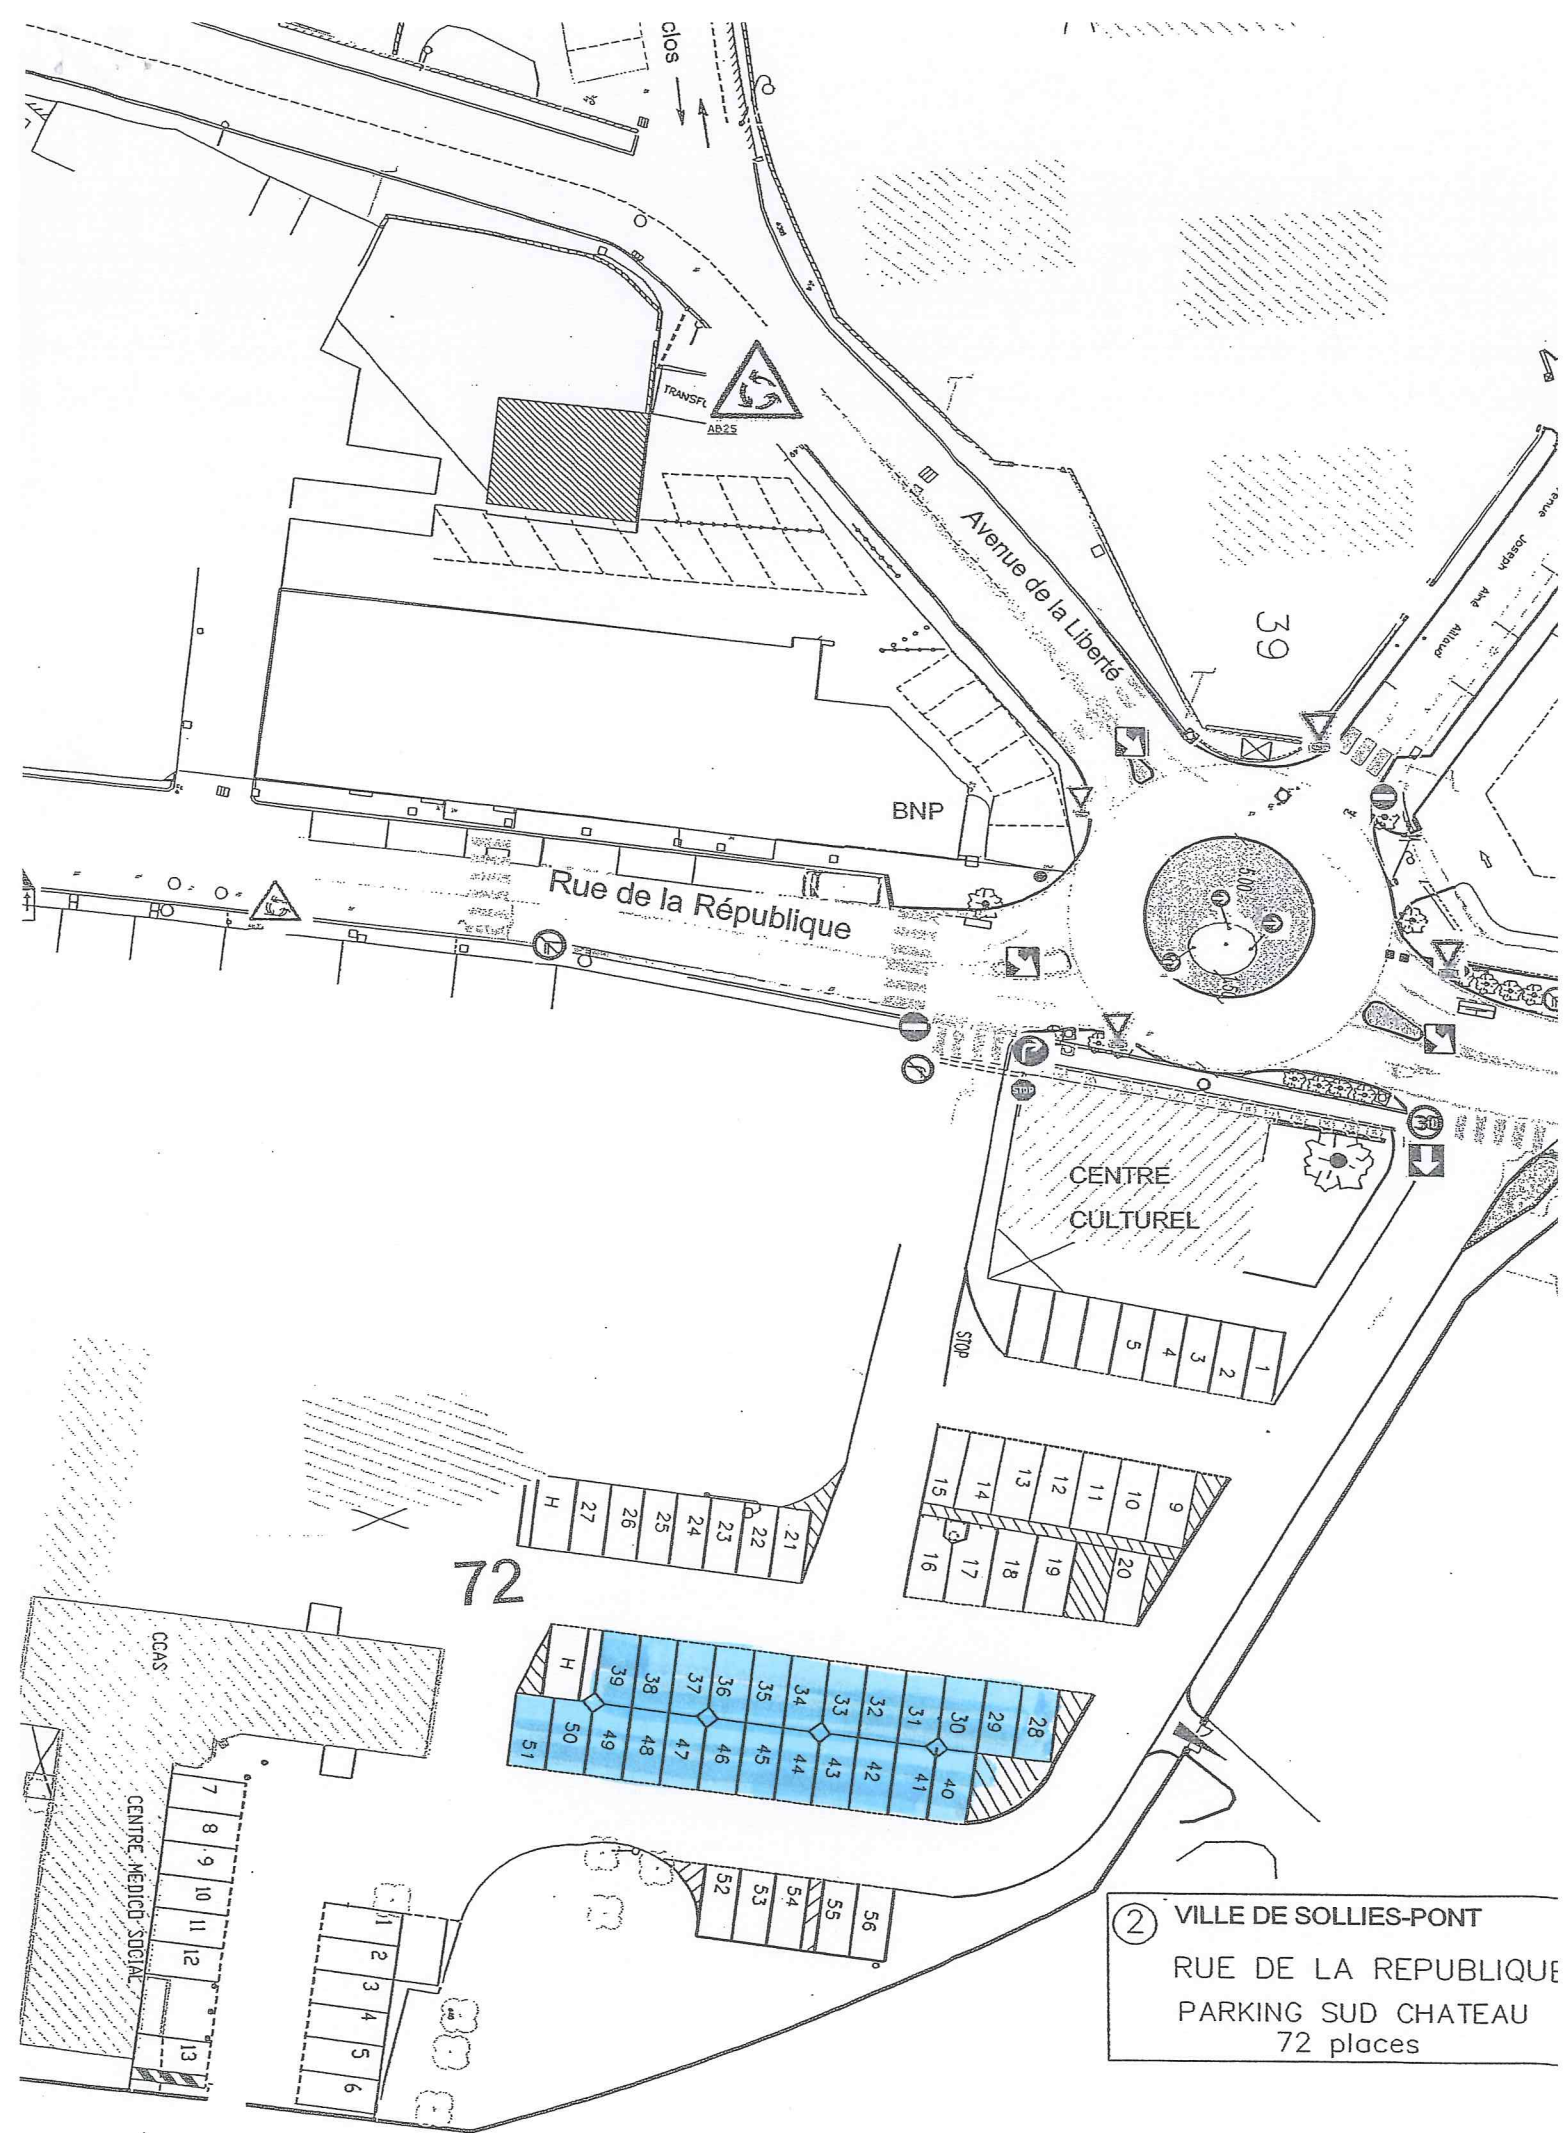 clos
TRANSF
AB25
Avenue de la Liberté
39
Joseph Aîné
BNP
5.00
Rue de la République
STOP
30
CENTRE
CULTUREL
STOP
5 4 3 2 1
15 14 13 12 11 10 9
16 17 18 19 20
H 27 26 25 24 23 22 21
72
H 39 38 37 36 35 34 33 32 31 30 29 28
51 50 49 48 47 46 45 44 43 42 41 40
CCAS
CENTRE MEDICO SOCIAL
7
8
9
10
11
12
13
1
2
3
4
5
6
52 53 54 55 56
2 VILLE DE SOLLIES-PONT
RUE DE LA REPUBLIQUE
PARKING SUD CHATEAU
72 places